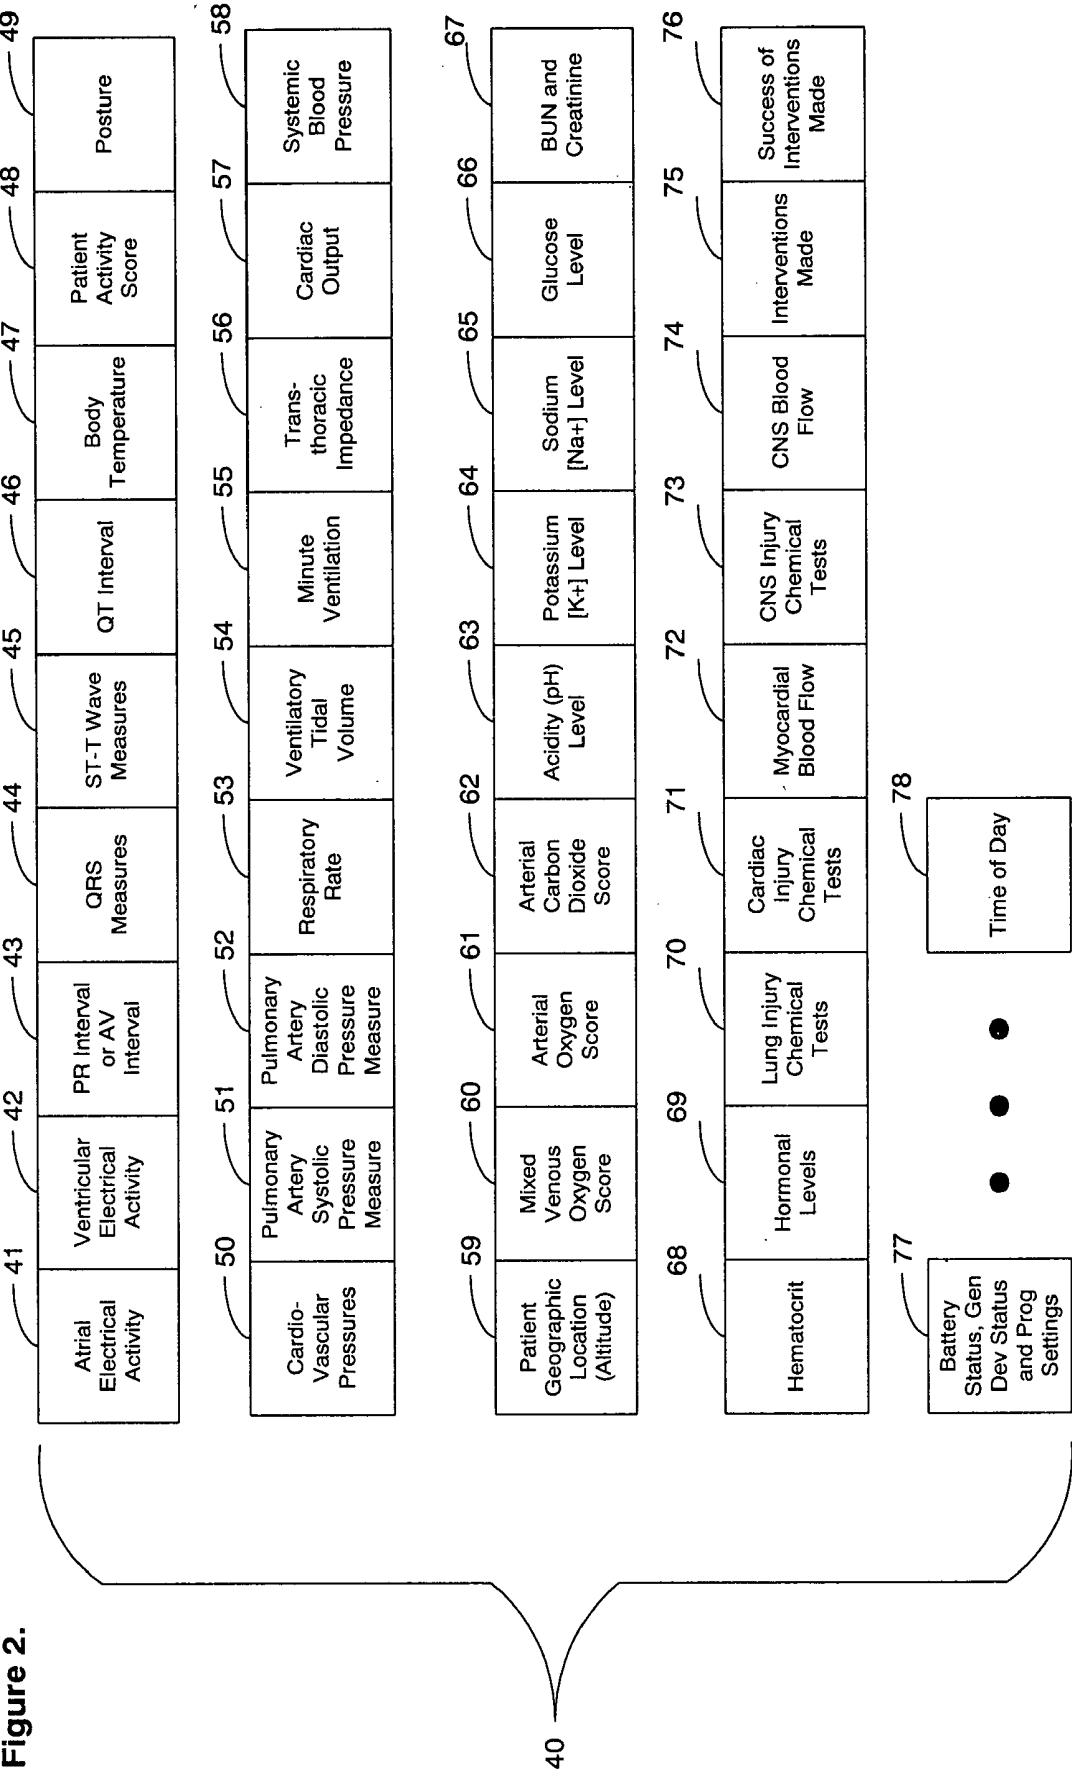 Figure 2.
40
41
42
43
44
45
46
47
48
49
Atrial
Electrical
Activity
Ventricular
Electrical
Activity
PR Interval
or AV
Interval
QRS
Measures
ST-T Wave
Measures
QT Interval
Body
Temperature
Patient
Activity
Score
Posture
50
51
52
53
54
55
56
57
58
Cardio-
Vascular
Pressures
Pulmonary
Artery
Systolic
Pressure
Measure
Pulmonary
Artery
Diastolic
Pressure
Measure
Respiratory
Rate
Ventilatory
Tidal
Volume
Minute
Ventilation
Trans-
thoracic
Impedance
Cardiac
Output
Systemic
Blood
Pressure
59
60
61
62
63
64
65
66
67
Patient
Geographic
Location
(Altitude)
Mixed
Venous
Oxygen
Score
Arterial
Oxygen
Score
Arterial
Carbon
Dioxide
Score
Acidity (pH)
Level
Potassium
[K+] Level
Sodium
[Na+] Level
Glucose
Level
BUN and
Creatinine
68
69
70
71
72
73
74
75
76
Hematocrit
Hormonal
Levels
Lung Injury
Chemical
Tests
Cardiac
Injury
Chemical
Tests
Myocardial
Blood Flow
CNS Injury
Chemical
Tests
CNS Blood
Flow
Interventions
Made
Success of
Interventions
Made
77
78
Battery
Status, Gen
Dev Status
and Prog
Settings
Time of Day